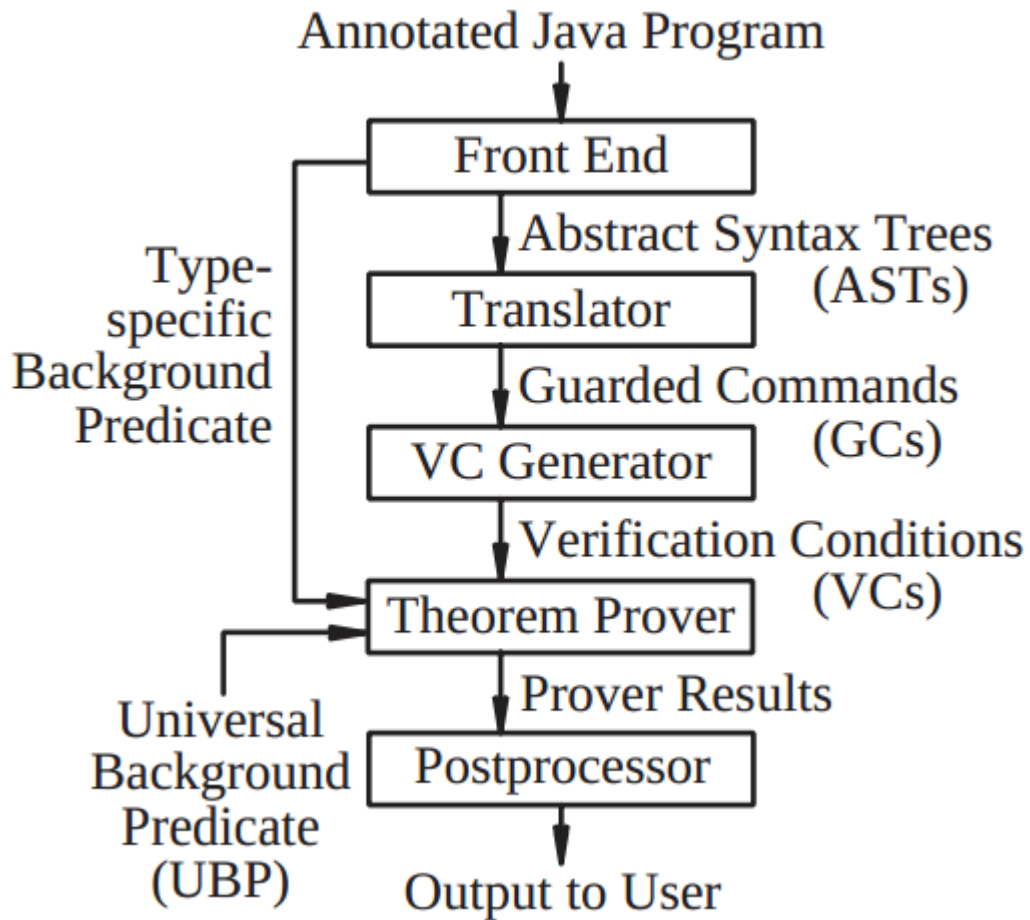 Annotated Java Program
Front End
Abstract Syntax Trees
(ASTs)
Type-
specific
Background
Predicate
Translator
Guarded Commands
(GCs)
VC Generator
Verification Conditions
(VCs)
Theorem Prover
Prover Results
Universal
Background
Predicate
(UBP)
Postprocessor
Output to User